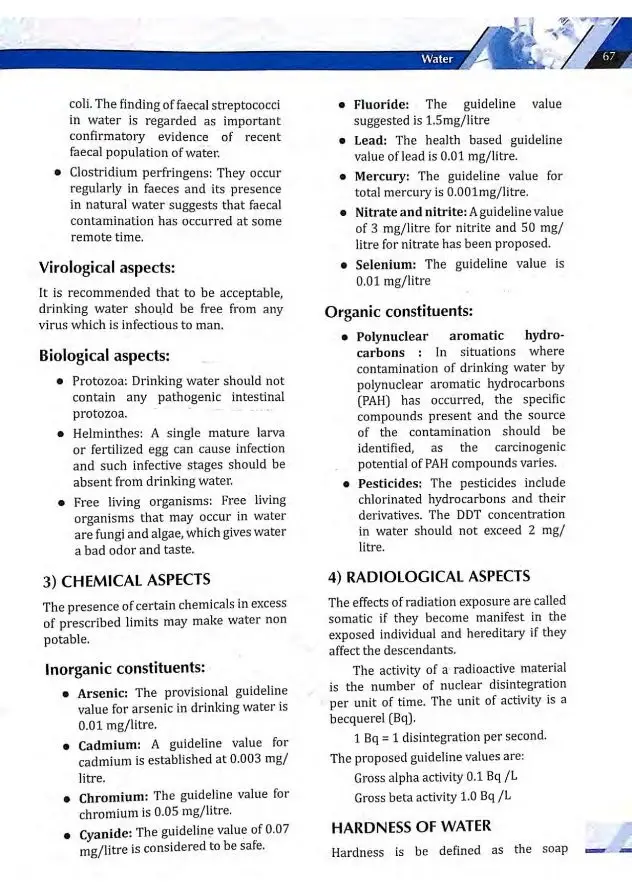 Water
67
coli. The finding of faecal streptococci
in water is regarded as important
confirmatory evidence of recent
faecal population of water.
• Clostridium perfringens: They occur
regularly in faeces and its presence
in natural water suggests that faecal
contamination has occurred at some
remote time.
Virological aspects:
It is recommended that to be acceptable,
drinking water should be free from any
virus which is infectious to man.
Biological aspects:
• Protozoa: Drinking water should not
contain any pathogenic intestinal
protozoa.
• Helminthes: A single mature larva
or fertilized egg can cause infection
and such infective stages should be
absent from drinking water.
• Free living organisms: Free living
organisms that may occur in water
are fungi and algae, which gives water
a bad odor and taste.
3) CHEMICAL ASPECTS
The presence of certain chemicals in excess
of prescribed limits may make water non
potable.
Inorganic constituents:
• Arsenic: The provisional guideline
value for arsenic in drinking water is
0.01 mg/litre.
• Cadmium: A guideline value for
cadmium is established at 0.003 mg/
litre.
• Chromium: The guideline value for
chromium is 0.05 mg/litre.
• Cyanide: The guideline value of 0.07
mg/litre is considered to be safe.
• Fluoride: The guideline value
suggested is 1.5mg/litre
• Lead: The health based guideline
value of lead is 0.01 mg/litre.
• Mercury: The guideline value for
total mercury is 0.001mg/litre.
• Nitrate and nitrite: A guideline value
of 3 mg/litre for nitrite and 50 mg/
litre for nitrate has been proposed.
• Selenium: The guideline value is
0.01 mg/litre
Organic constituents:
• Polynuclear aromatic hydro-
carbons : In situations where
contamination of drinking water by
polynuclear aromatic hydrocarbons
(PAH) has occurred, the specific
compounds present and the source
of the contamination should be
identified, as the carcinogenic
potential of PAH compounds varies.
• Pesticides: The pesticides include
chlorinated hydrocarbons and their
derivatives. The DDT concentration
in water should not exceed 2 mg/
litre.
4) RADIOLOGICAL ASPECTS
The effects of radiation exposure are called
somatic if they become manifest in the
exposed individual and hereditary if they
affect the descendants.
The activity of a radioactive material
is the number of nuclear disintegration
per unit of time. The unit of activity is a
becquerel (Bq).
1 Bq = 1 disintegration per second.
The proposed guideline values are:
Gross alpha activity 0.1 Bq /L
Gross beta activity 1.0 Bq /L
HARDNESS OF WATER
Hardness is be defined as the soap